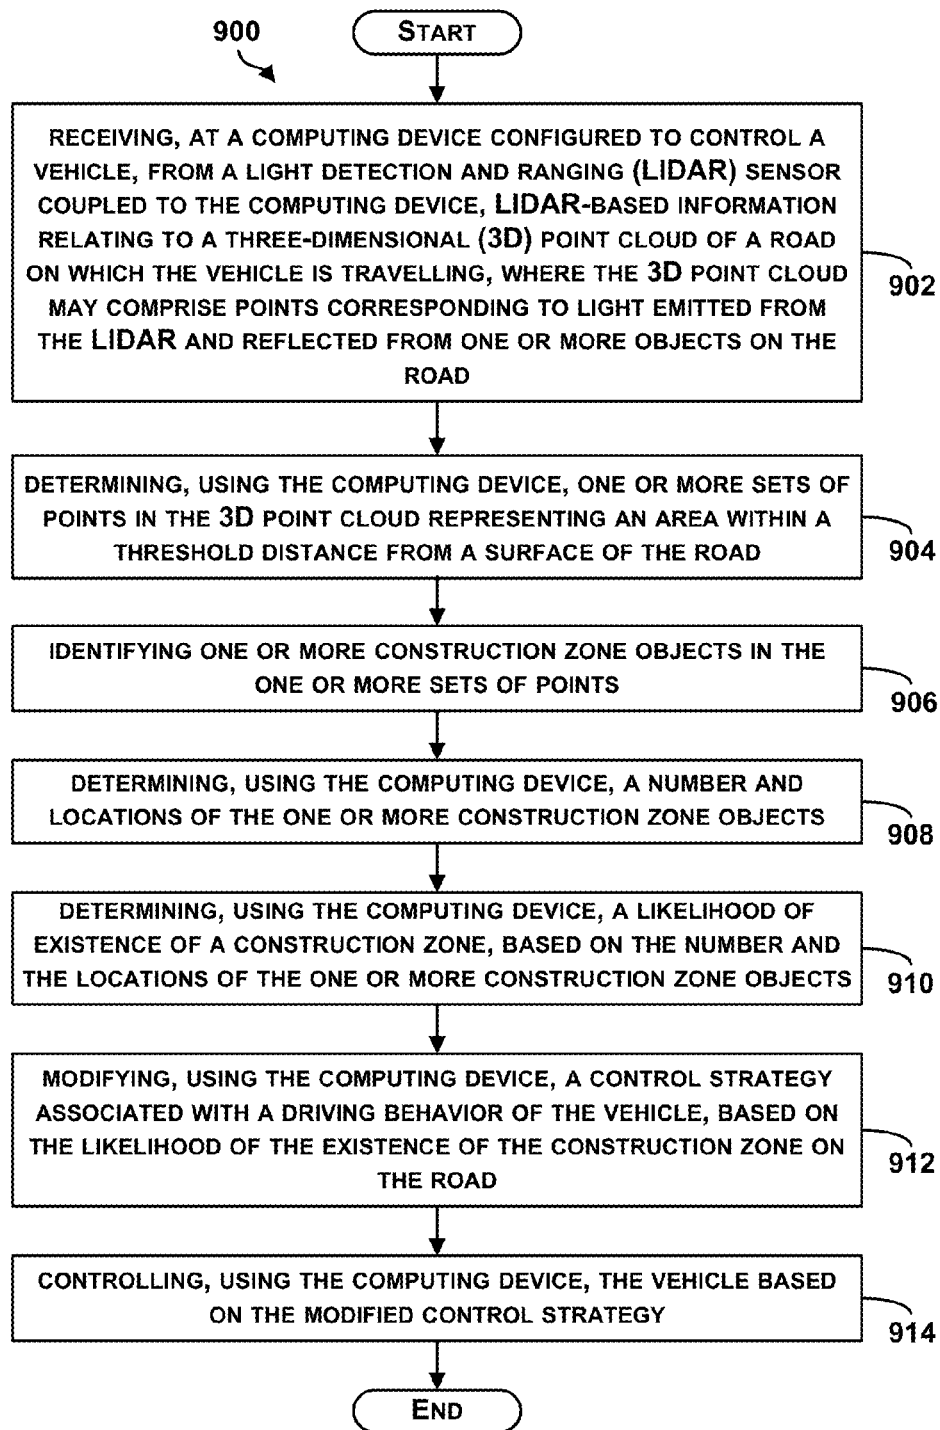 900
START
RECEIVING, AT A COMPUTING DEVICE CONFIGURED TO CONTROL A
VEHICLE, FROM A LIGHT DETECTION AND RANGING (LIDAR) SENSOR
COUPLED TO THE COMPUTING DEVICE, LIDAR-BASED INFORMATION
RELATING TO A THREE-DIMENSIONAL (3D) POINT CLOUD OF A ROAD
ON WHICH THE VEHICLE IS TRAVELLING, WHERE THE 3D POINT CLOUD
MAY COMPRISE POINTS CORRESPONDING TO LIGHT EMITTED FROM
THE LIDAR AND REFLECTED FROM ONE OR MORE OBJECTS ON THE
ROAD
902
DETERMINING, USING THE COMPUTING DEVICE, ONE OR MORE SETS OF
POINTS IN THE 3D POINT CLOUD REPRESENTING AN AREA WITHIN A
THRESHOLD DISTANCE FROM A SURFACE OF THE ROAD
904
IDENTIFYING ONE OR MORE CONSTRUCTION ZONE OBJECTS IN THE
ONE OR MORE SETS OF POINTS
906
DETERMINING, USING THE COMPUTING DEVICE, A NUMBER AND
LOCATIONS OF THE ONE OR MORE CONSTRUCTION ZONE OBJECTS
908
DETERMINING, USING THE COMPUTING DEVICE, A LIKELIHOOD OF
EXISTENCE OF A CONSTRUCTION ZONE, BASED ON THE NUMBER AND
THE LOCATIONS OF THE ONE OR MORE CONSTRUCTION ZONE OBJECTS
910
MODIFYING, USING THE COMPUTING DEVICE, A CONTROL STRATEGY
ASSOCIATED WITH A DRIVING BEHAVIOR OF THE VEHICLE, BASED ON
THE LIKELIHOOD OF THE EXISTENCE OF THE CONSTRUCTION ZONE ON
THE ROAD
912
CONTROLLING, USING THE COMPUTING DEVICE, THE VEHICLE BASED
ON THE MODIFIED CONTROL STRATEGY
914
END